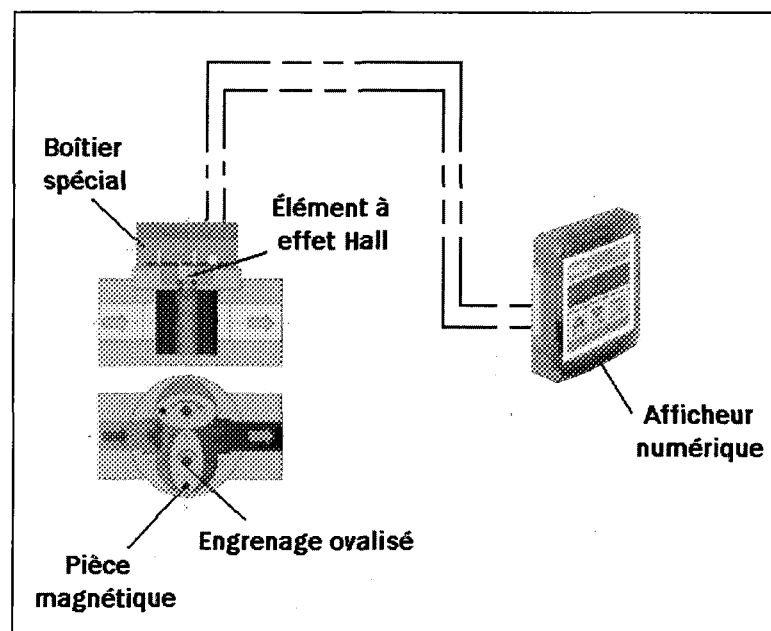 Boîtier
spécial
Élément à
effet Hall
Afficheur
numérique
Engrenage ovalisé
Pièce
magnétique